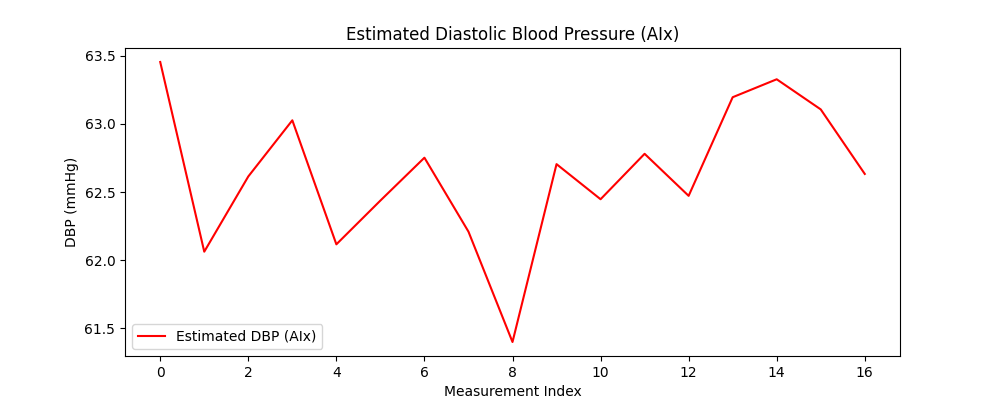 Estimated Diastolic Blood Pressure (AIx)
63.5
63.0
62.5
62.0
61.5
DBP (mmHg)
Estimated DBP (AIx)
0 2 4 6 8 10 12 14 16
Measurement Index